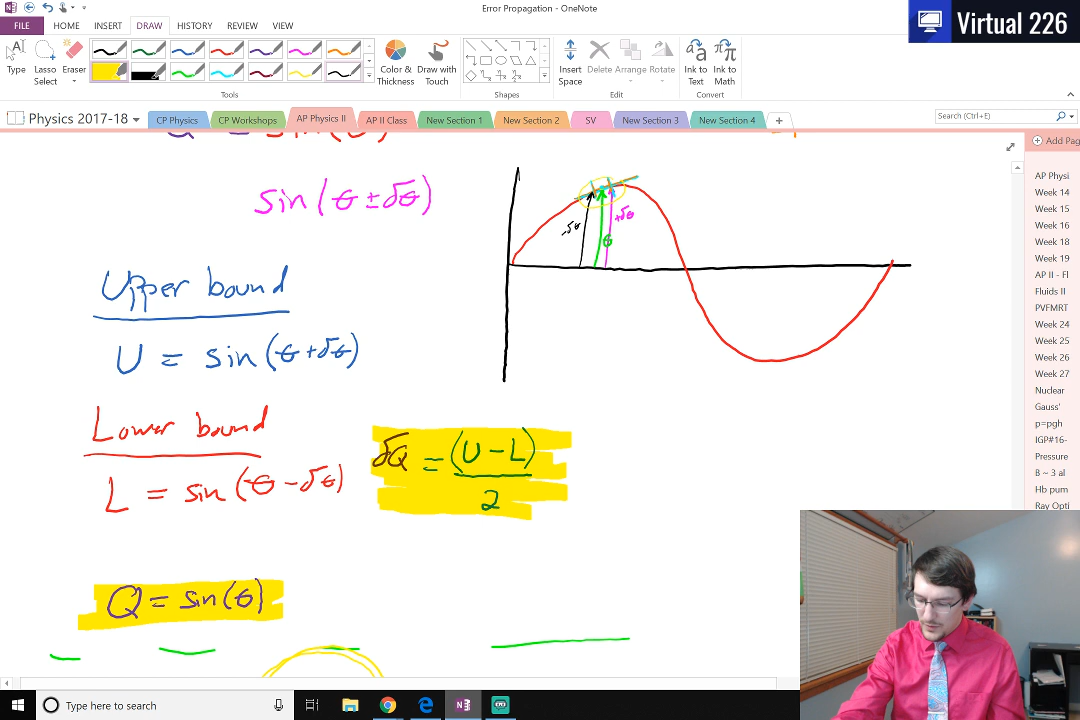 Error Propagation - OneNote
Virtual 226
FILE HOME INSERT DRAW HISTORY REVIEW VIEW
Type Lasso Select Eraser Color & Thickness Draw with Touch Insert Space Delete Arrange Rotate Ink to Text Ink to Math
Tools Shapes Edit Convert
Physics 2017-18 CP Physics CP Workshops AP Physics II AP II Class New Section 1 New Section 2 SV New Section 3 New Section 4 + Search (Ctrl+E)
Add Pag
AP Physi
Week 14
Week 15
Week 16
Week 18
Week 19
AP II - Fl
Fluids II
PVFMRT
Week 24
Week 25
Week 26
Week 27
Nuclear
Gauss'
p=pgh
IGP#16-
Pressure
B ~ 3 al
Hb pum
Ray Opti
sin(θ ± δθ)
-δθ θ +δθ
Upper bound
U = sin(θ+δθ)
Lower bound
L = sin(θ - δθ)
δQ = (U - L)
2
Q = sin(θ)
Type here to search